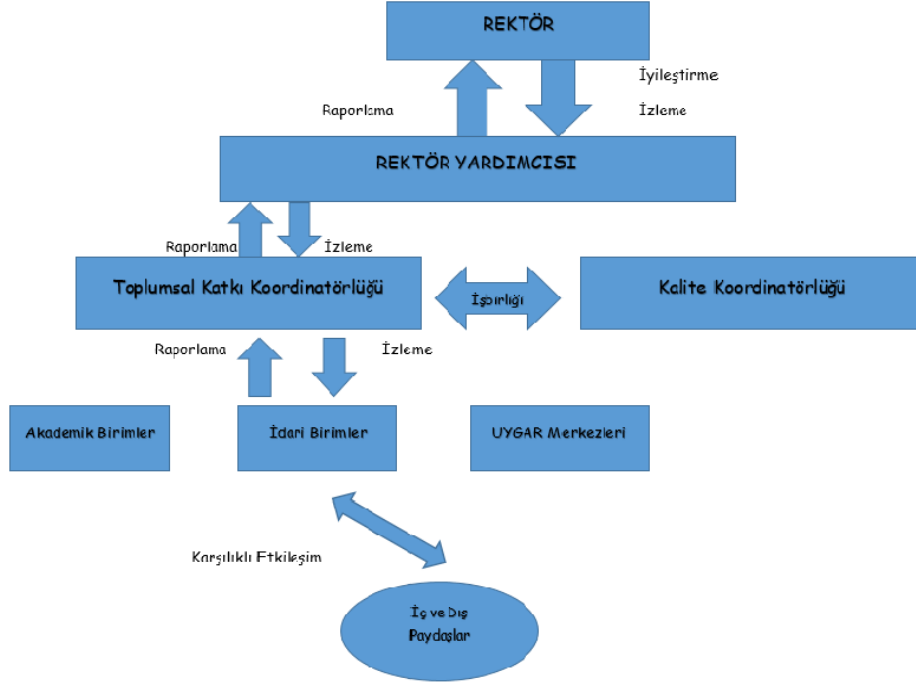 REKTÖR
İyileştirme
Raporlama
İzleme
REKTÖR YARDIMCISI
Raporlama
İzleme
Toplumsal Katkı Koordinatörlüğü
İşbirliği
Kalite Koordinatörlüğü
Raporlama
İzleme
Akademik Birimler
İdari Birimler
UYGAR Merkezleri
Karşılıklı Etkileşim
İç ve Dış
Paydaşlar